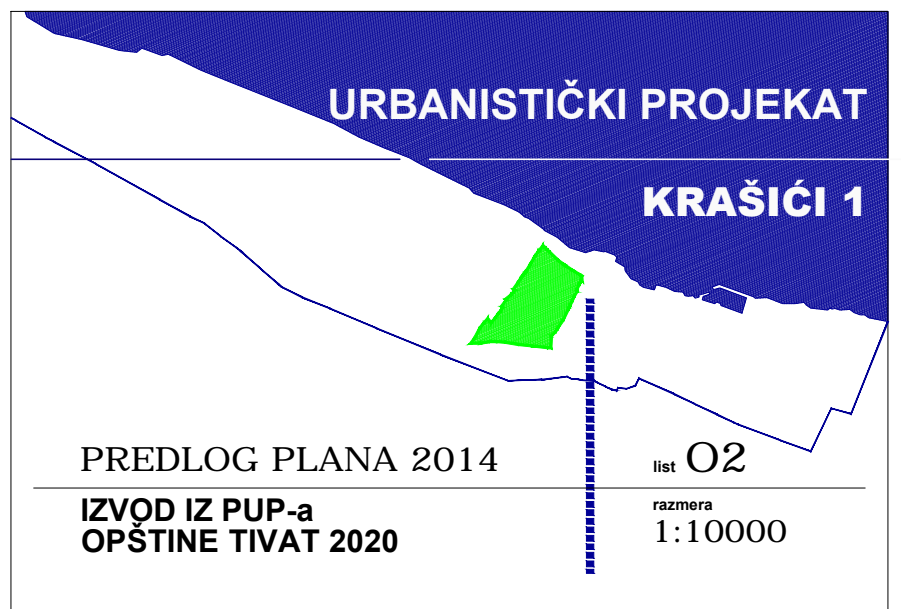 URBANISTIČKI PROJEKAT
KRAŠIĆI 1
PREDLOG PLANA 2014
list O2
IZVOD IZ PUP-a
OPŠTINE TIVAT 2020
razmera
1:10000